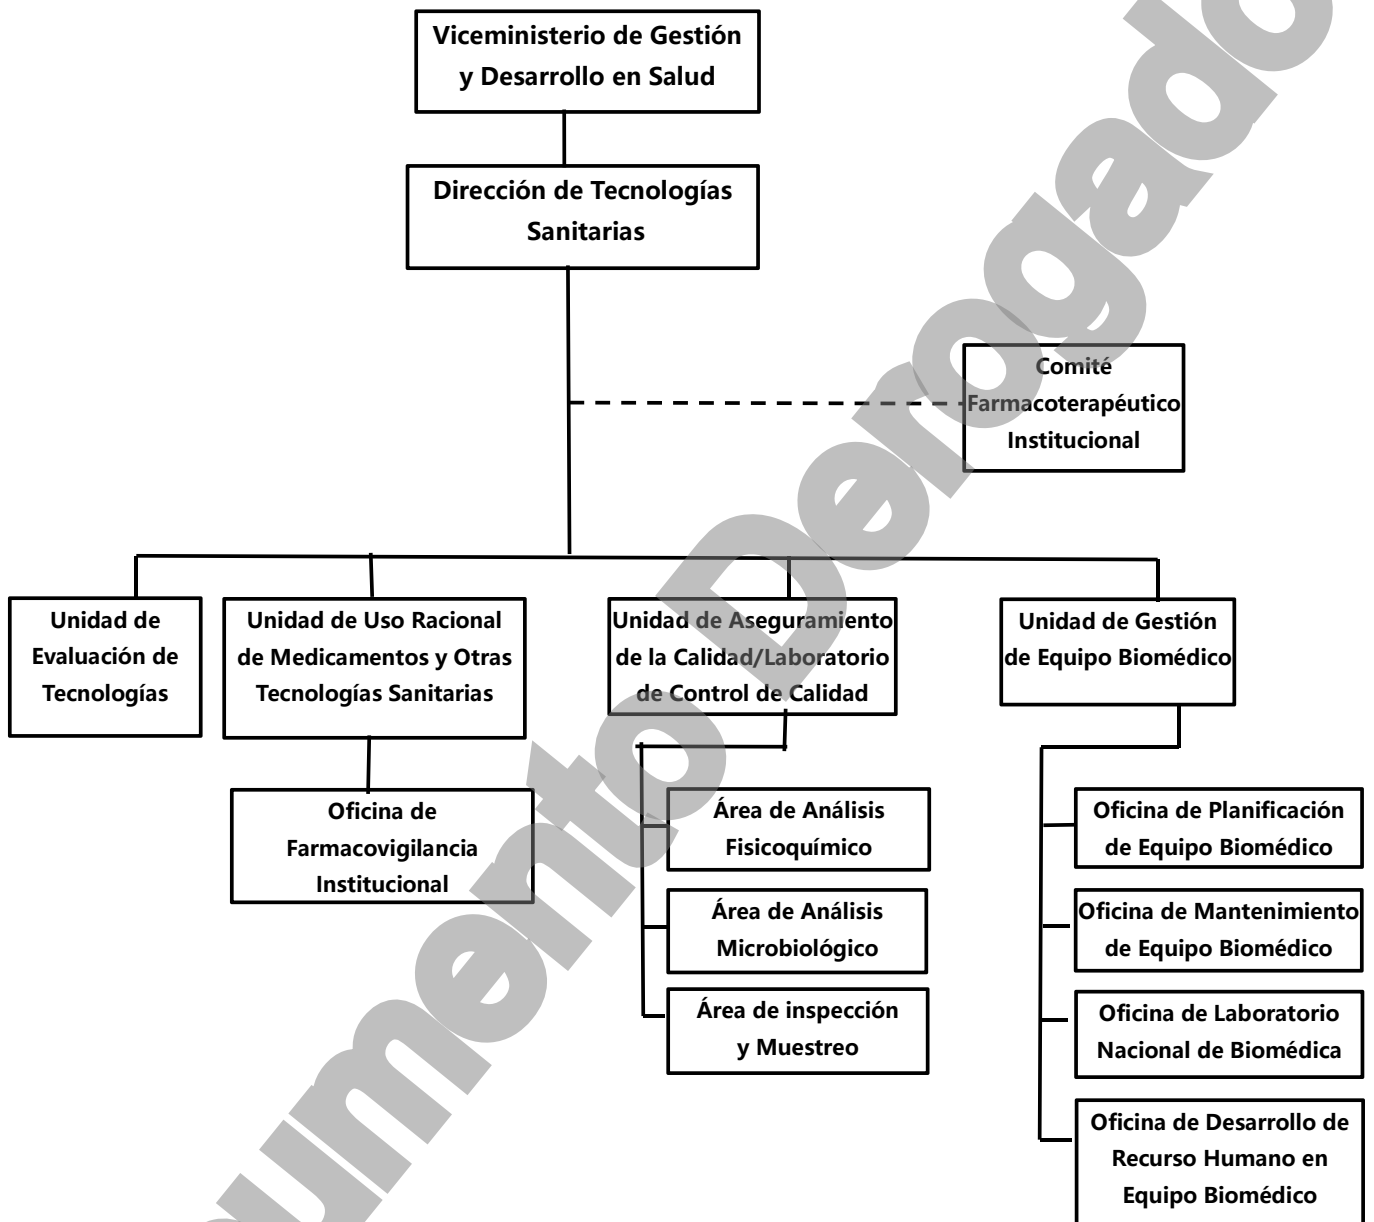 Viceministerio de Gestión
y Desarrollo en Salud
Dirección de Tecnologías
Sanitarias
Comité
Farmacoterapéutico
Institucional
Unidad de
Evaluación de
Tecnologías
Unidad de Uso Racional
de Medicamentos y Otras
Tecnologías Sanitarias
Unidad de Aseguramiento
de la Calidad/Laboratorio
de Control de Calidad
Unidad de Gestión
de Equipo Biomédico
Oficina de
Farmacovigilancia
Institucional
Área de Análisis
Fisicoquímico
Área de Análisis
Microbiológico
Área de inspección
y Muestreo
Oficina de Planificación
de Equipo Biomédico
Oficina de Mantenimiento
de Equipo Biomédico
Oficina de Laboratorio
Nacional de Biomédica
Oficina de Desarrollo de
Recurso Humano en
Equipo Biomédico
umento Derogado